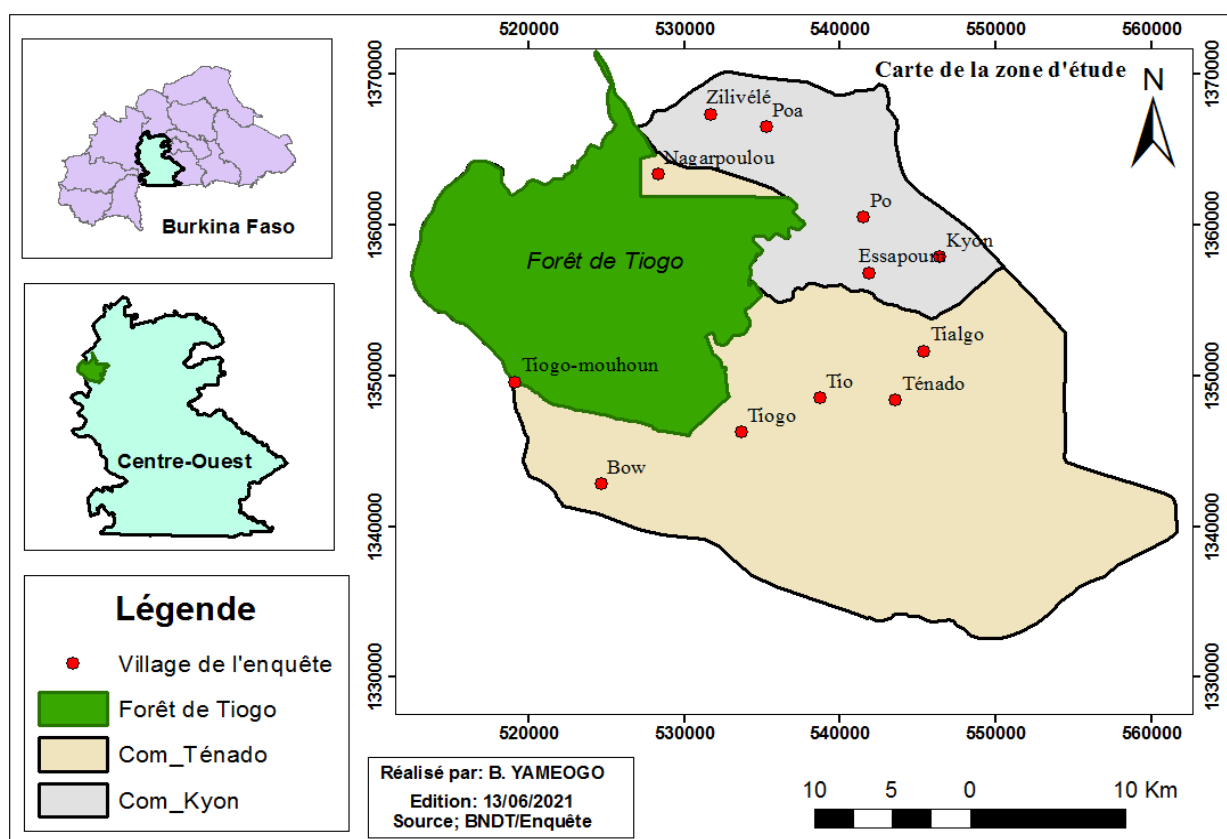 520000 530000 540000 550000 560000
Carte de la zone d'étude
N
1370000 1370000
1360000 1360000
1350000 1350000
1340000 1340000
1330000 1330000
Zilivélé
Poa
Nagarpoulou
Po
Kyon
Essapoum
Forêt de Tiogo
Tialgo
Tiogo-mouhoun
Tio
Ténado
Tiogo
Bow
520000 530000 540000 550000 560000
Burkina Faso
Centre-Ouest
Légende
Village de l'enquête
Forêt de Tiogo
Com_Ténado
Com_Kyon
Réalisé par: B. YAMEOGO
Edition: 13/06/2021
Source; BNDT/Enquête
10 5 0 10 Km